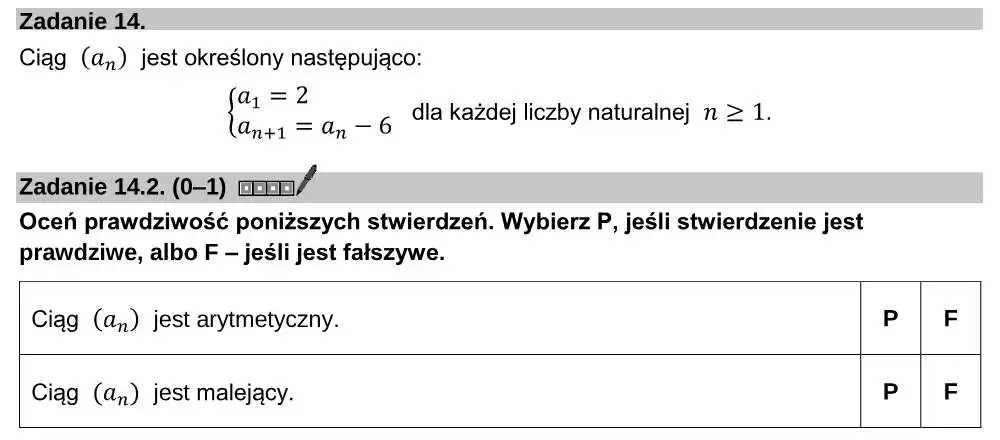 Zadanie 14.
Ciąg (aₙ) jest określony następująco:
{a₁ = 2
{aₙ₊₁ = aₙ − 6 dla każdej liczby naturalnej n ≥ 1.
Zadanie 14.2. (0–1)
Oceń prawdziwość poniższych stwierdzeń. Wybierz P, jeśli stwierdzenie jest
prawdziwe, albo F – jeśli jest fałszywe.
Ciąg (aₙ) jest arytmetyczny. P F
Ciąg (aₙ) jest malejący. P F